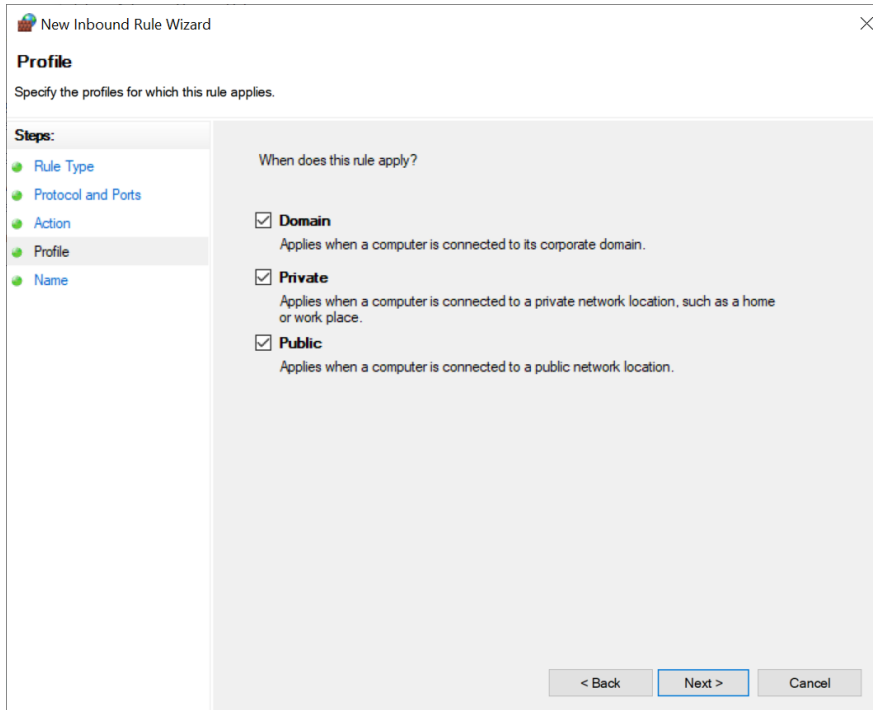 New Inbound Rule Wizard
Profile
Specify the profiles for which this rule applies.
Steps:
Rule Type
Protocol and Ports
Action
Profile
Name
When does this rule apply?
Domain
Applies when a computer is connected to its corporate domain.
Private
Applies when a computer is connected to a private network location, such as a home
or work place.
Public
Applies when a computer is connected to a public network location.
< Back
Next >
Cancel